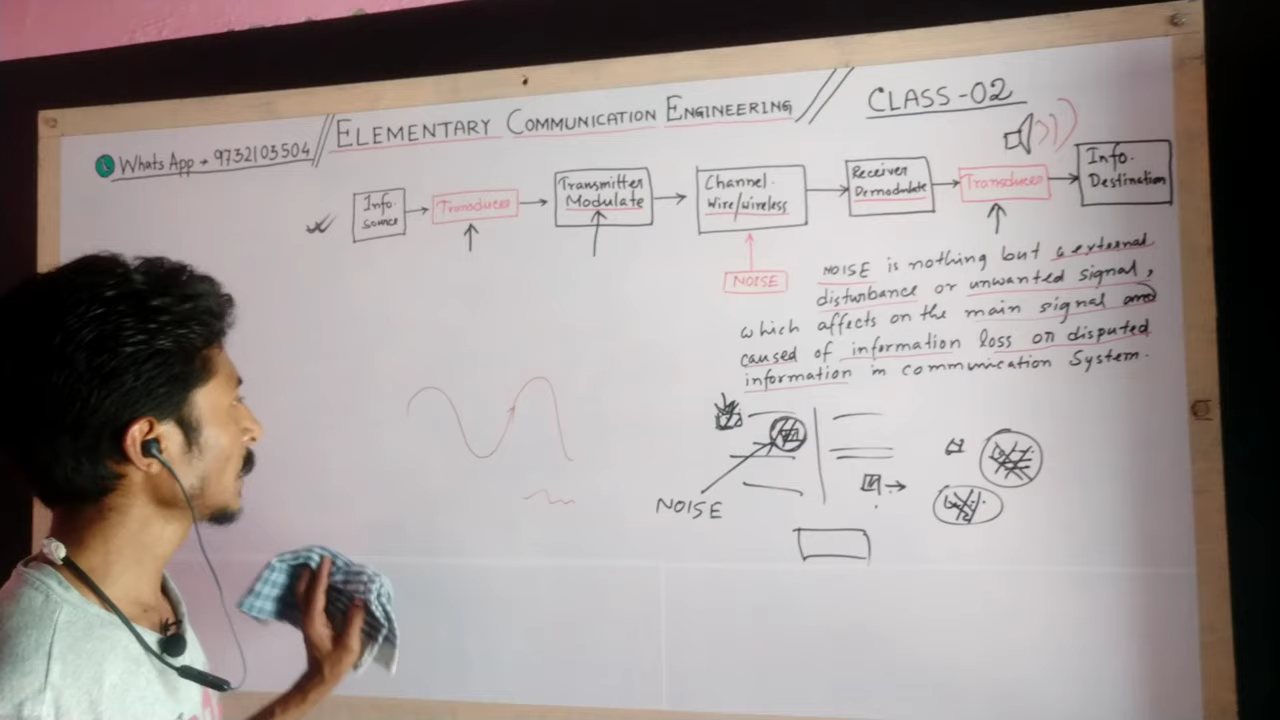 WhatsApp → 9732103504 // ELEMENTARY COMMUNICATION ENGINEERING // CLASS-02
Info. source
Transducer
Transmitter Modulate
Channel. Wire/wireless
Receiver Demodulate
Transducer
Info. Destination
NOISE
NOISE is nothing but a external
disturbance or unwanted signal,
which affects on the main signal and
caused of information loss or disputed
information in communication System.
NOISE